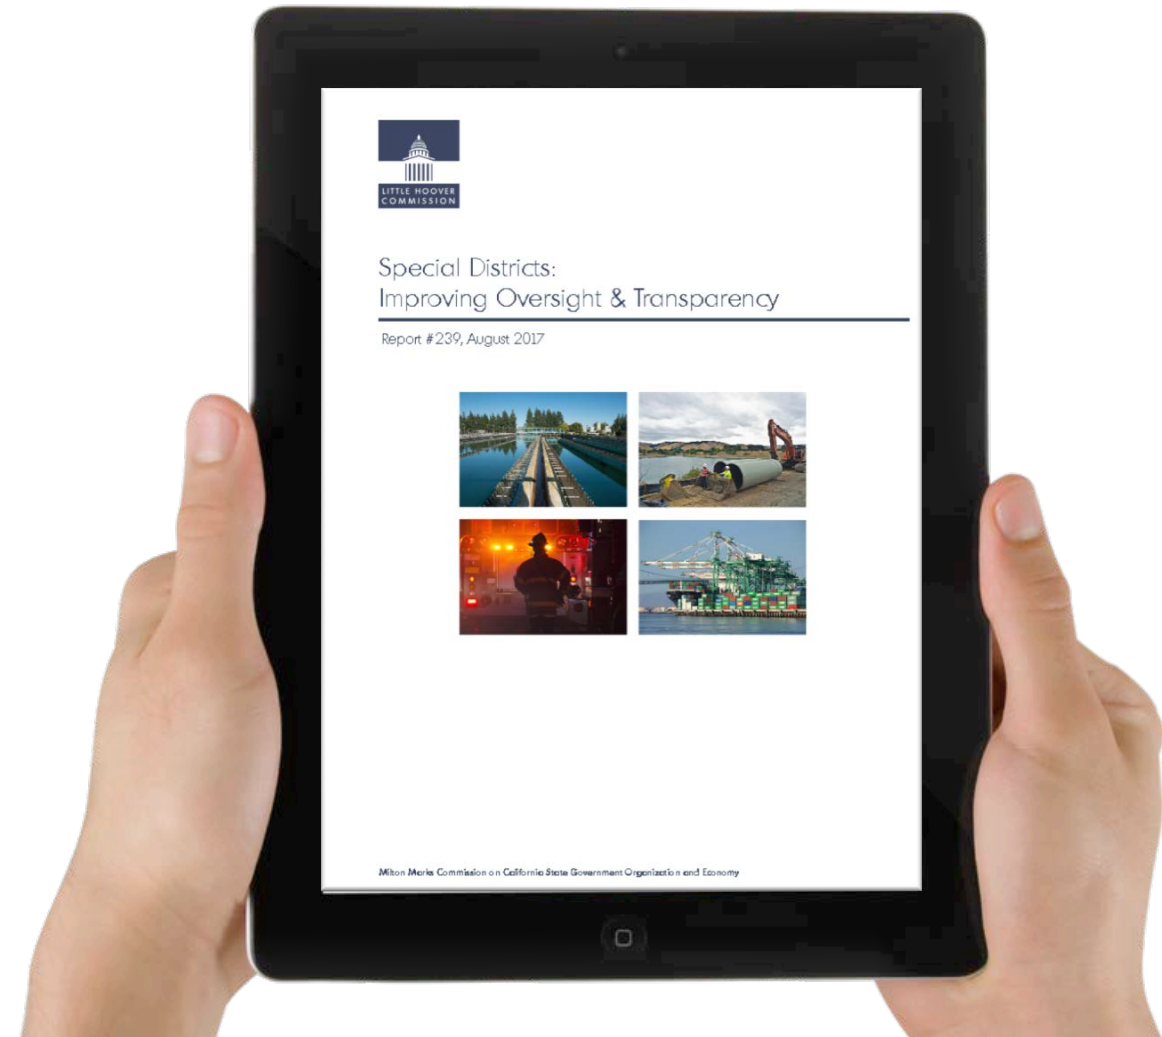 LITTLE HOOVER
COMMISSION
Special Districts:
Improving Oversight & Transparency
Report #239, August 2017
Milton Marks Commission on California State Government Organization and Economy